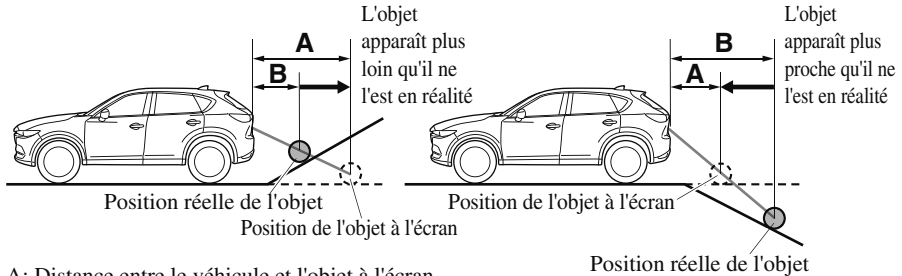 L'objet
apparaît plus
loin qu'il ne
l'est en réalité
A
B
Position réelle de l'objet
Position de l'objet à l'écran
L'objet
apparaît plus
proche qu'il ne
l'est en réalité
B
A
Position de l'objet à l'écran
Position réelle de l'objet
A: Distance entre le véhicule et l'objet à l'écran